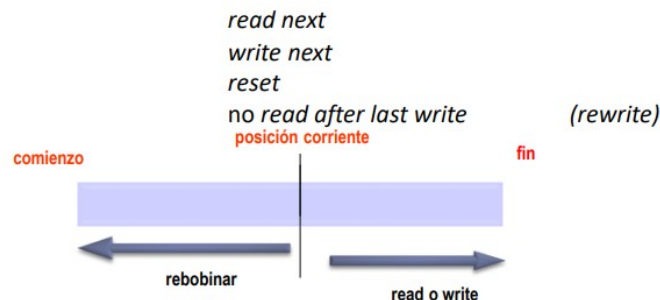 read next
write next
reset
no read after last write (rewrite)
posición corriente
comienzo
fin
rebobinar
read o write